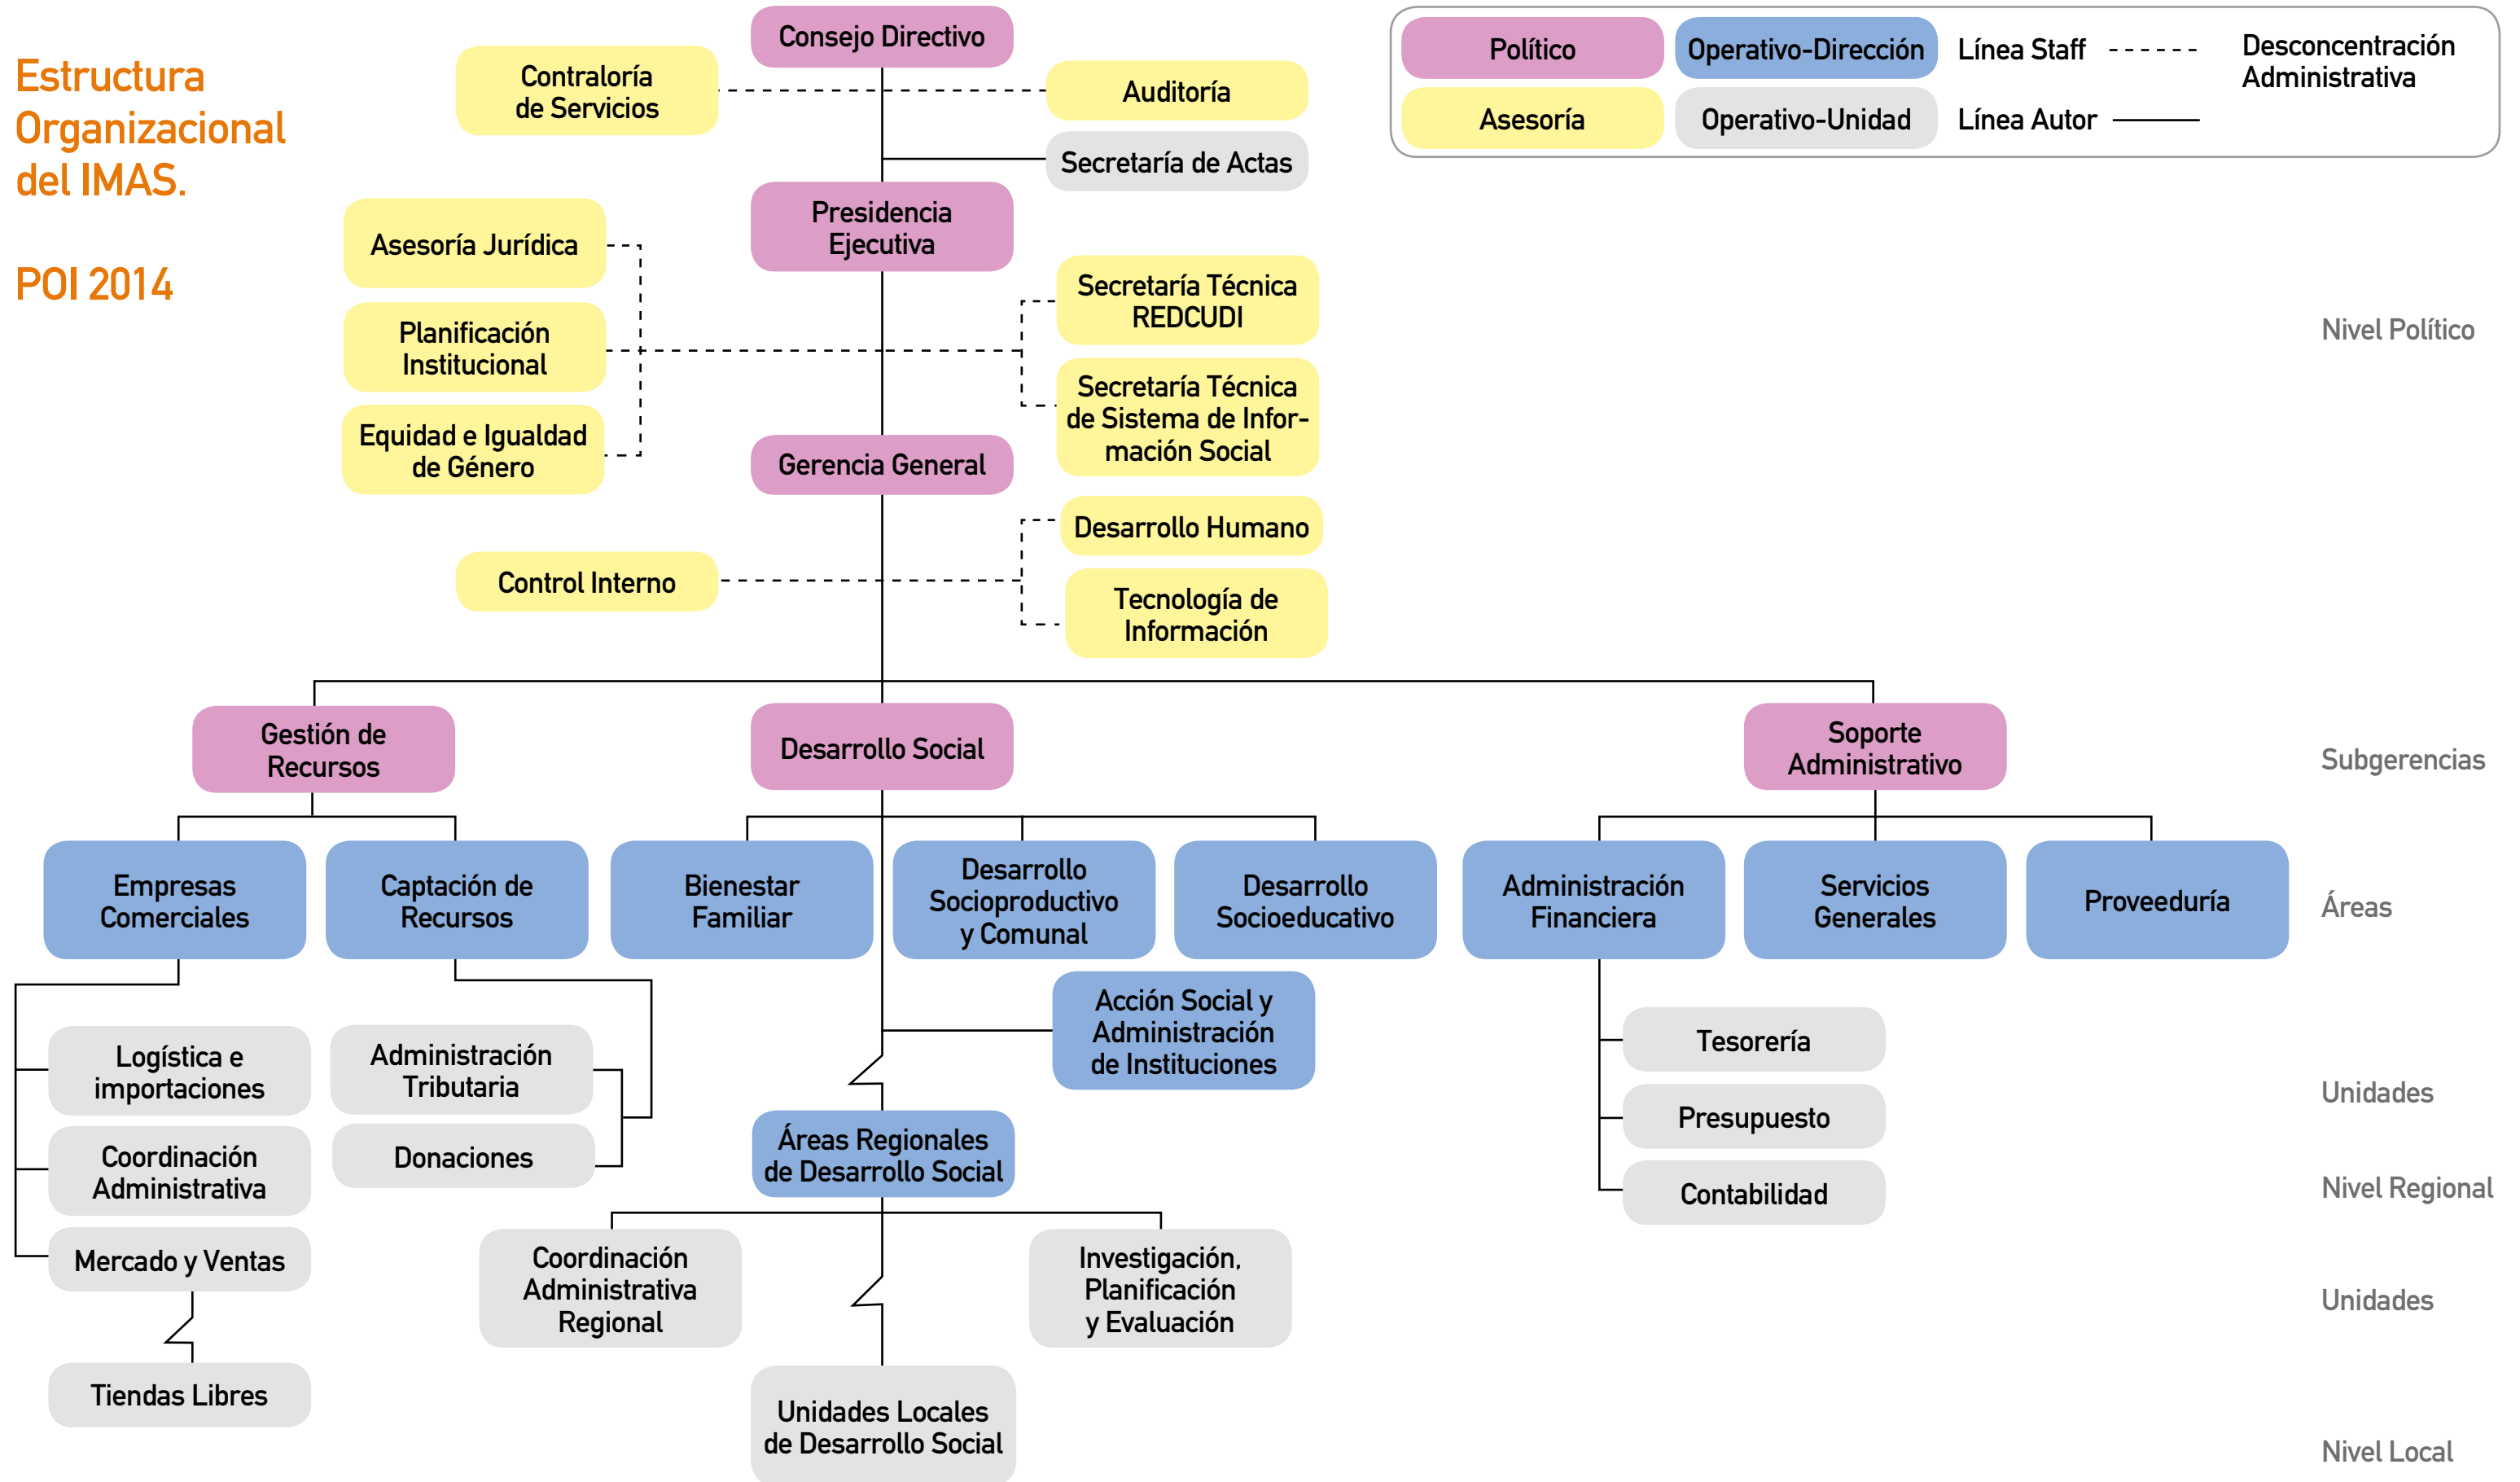 Estructura
Organizacional
del IMAS.
POI 2014
Político
Operativo-Dirección
Línea Staff
Desconcentración
Administrativa
Asesoría
Operativo-Unidad
Línea Autor
Consejo Directivo
Contraloría
de Servicios
Auditoría
Secretaría de Actas
Presidencia
Ejecutiva
Asesoría Jurídica
Planificación
Institucional
Equidad e Igualdad
de Género
Secretaría Técnica
REDCUDI
Secretaría Técnica
de Sistema de Infor-
mación Social
Nivel Político
Gerencia General
Control Interno
Desarrollo Humano
Tecnología de
Información
Gestión de
Recursos
Desarrollo Social
Soporte
Administrativo
Subgerencias
Empresas
Comerciales
Captación de
Recursos
Bienestar
Familiar
Desarrollo
Socioproductivo
y Comunal
Desarrollo
Socioeducativo
Administración
Financiera
Servicios
Generales
Proveeduría
Áreas
Logística e
importaciones
Coordinación
Administrativa
Mercado y Ventas
Tiendas Libres
Administración
Tributaria
Donaciones
Acción Social y
Administración
de Instituciones
Tesorería
Presupuesto
Contabilidad
Unidades
Áreas Regionales
de Desarrollo Social
Nivel Regional
Coordinación
Administrativa
Regional
Investigación,
Planificación
y Evaluación
Unidades
Unidades Locales
de Desarrollo Social
Nivel Local